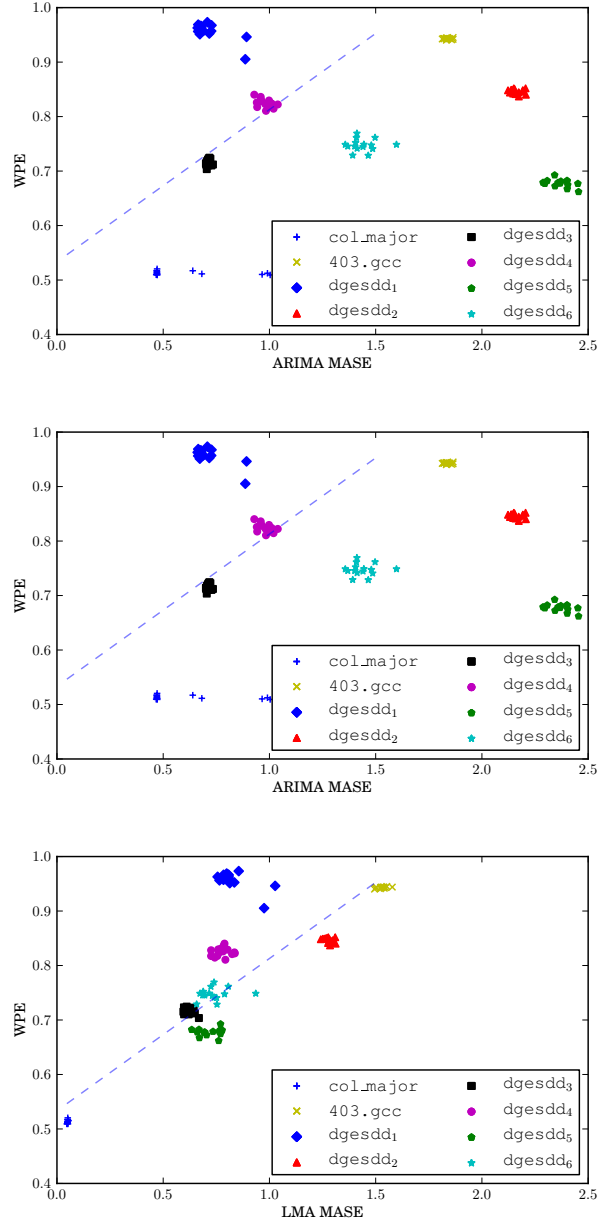 1.0
0.9
0.8
0.7
0.6
0.5
0.4
WPE
col_major
403.gcc
dgesdd1
dgesdd2
dgesdd3
dgesdd4
dgesdd5
dgesdd6
0.0 0.5 1.0 1.5 2.0 2.5
ARIMA MASE
1.0
0.9
0.8
0.7
0.6
0.5
0.4
WPE
col_major
403.gcc
dgesdd1
dgesdd2
dgesdd3
dgesdd4
dgesdd5
dgesdd6
0.0 0.5 1.0 1.5 2.0 2.5
ARIMA MASE
1.0
0.9
0.8
0.7
0.6
0.5
0.4
WPE
col_major
403.gcc
dgesdd1
dgesdd2
dgesdd3
dgesdd4
dgesdd5
dgesdd6
0.0 0.5 1.0 1.5 2.0 2.5
LMA MASE